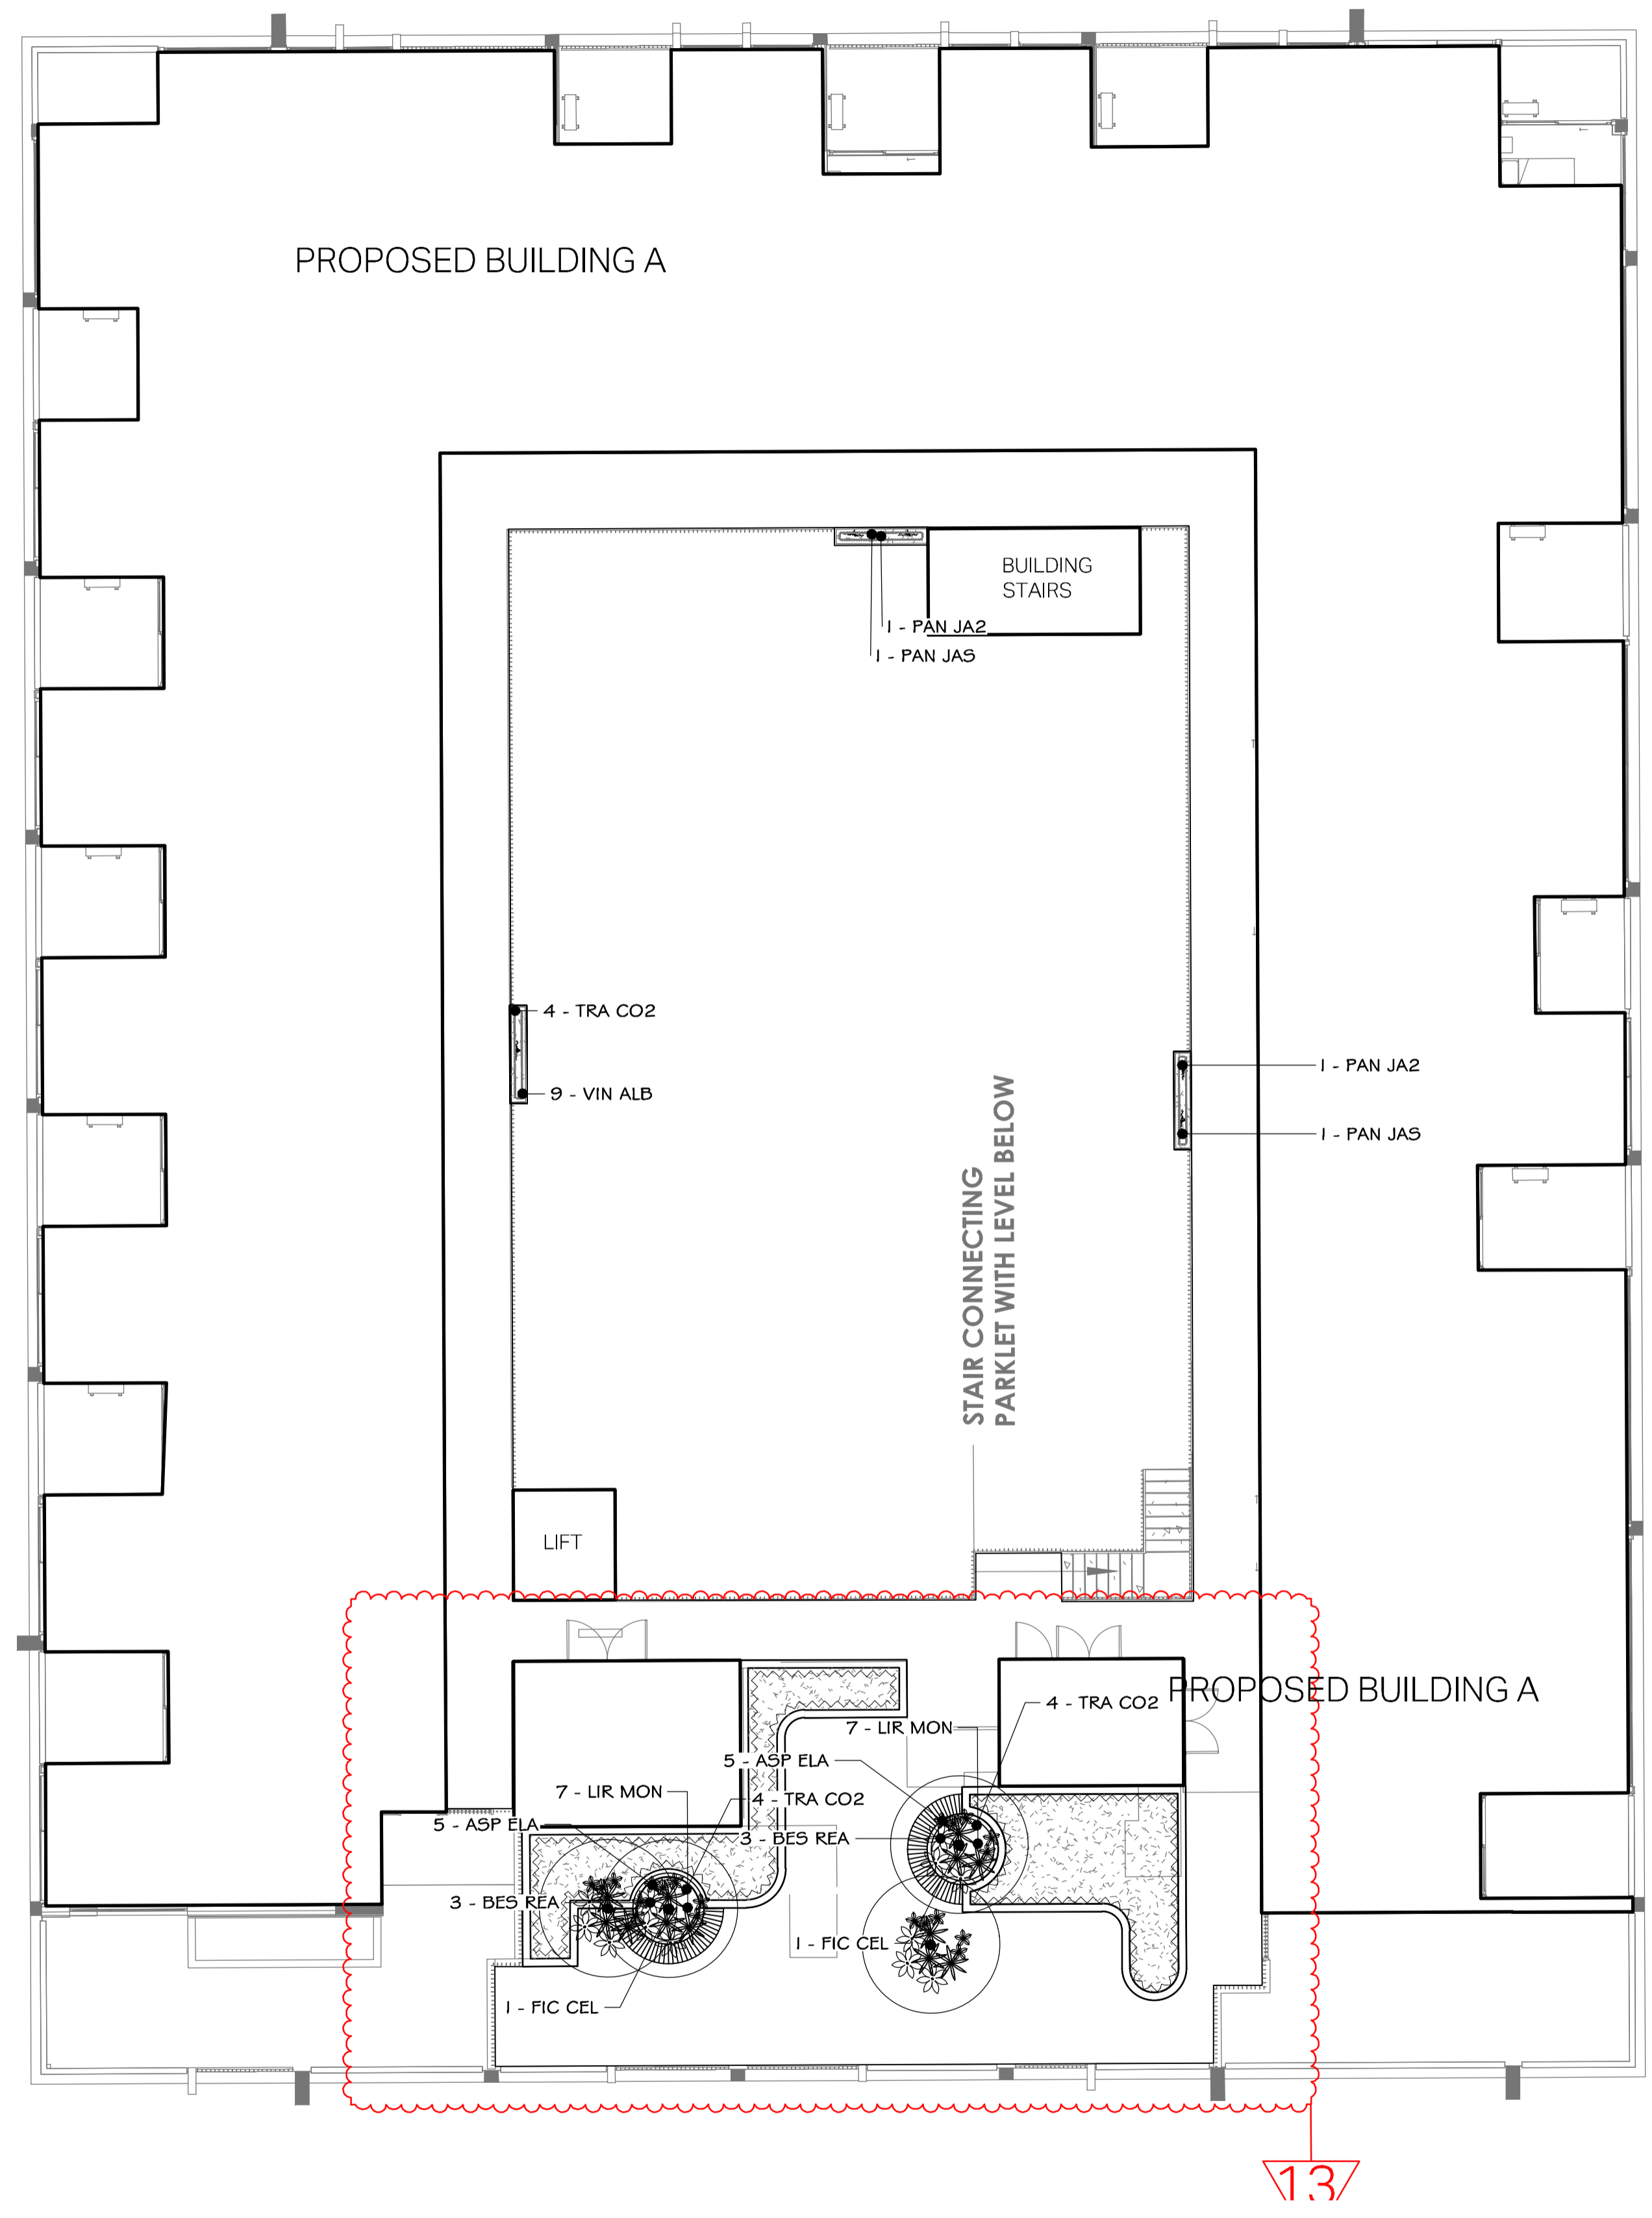 PROPOSED BUILDING A
BUILDING
STAIRS
1 - PAN JA2
1 - PAN JAS
4 - TRA CO2
9 - VIN ALB
1 - PAN JA2
1 - PAN JAS
STAIR CONNECTING
PARKLET WITH LEVEL BELOW
LIFT
PROPOSED BUILDING A
4 - TRA CO2
7 - LIR MON
5 - ASP ELA
7 - LIR MON
4 - TRA CO2
5 - ASP ELA
3 - BES REA
3 - BES REA
1 - FIC CEL
1 - FIC CEL
13